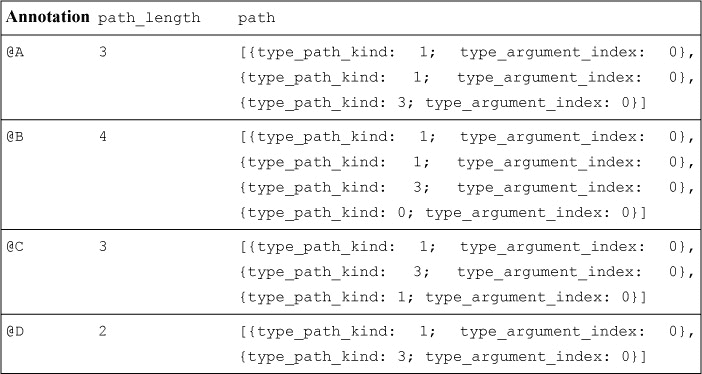 Annotation path_length path
@A 3 [{type_path_kind: 1; type_argument_index: 0},
{type_path_kind: 1; type_argument_index: 0},
{type_path_kind: 3; type_argument_index: 0}]
@B 4 [{type_path_kind: 1; type_argument_index: 0},
{type_path_kind: 1; type_argument_index: 0},
{type_path_kind: 3; type_argument_index: 0},
{type_path_kind: 0; type_argument_index: 0}]
@C 3 [{type_path_kind: 1; type_argument_index: 0},
{type_path_kind: 3; type_argument_index: 0},
{type_path_kind: 1; type_argument_index: 0}]
@D 2 [{type_path_kind: 1; type_argument_index: 0},
{type_path_kind: 3; type_argument_index: 0}]